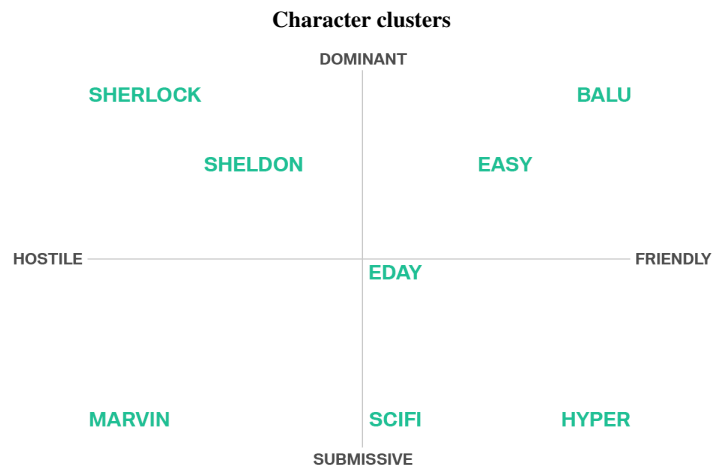 Character clusters
DOMINANT
SHERLOCK
BALU
SHELDON
EASY
HOSTILE
FRIENDLY
EDAY
MARVIN
SCIFI
HYPER
SUBMISSIVE